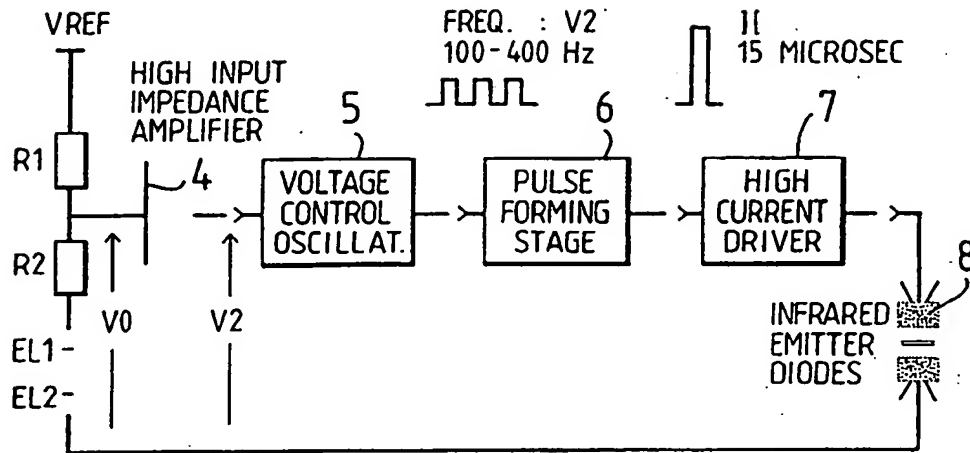 VREF
HIGH INPUT
IMPEDANCE
AMPLIFIER
FREQ. : V2
100-400 Hz
15 MICROSEC
R1
4
5
6
7
VOLTAGE
CONTROL
OSCILLAT.
PULSE
FORMING
STAGE
HIGH
CURRENT
DRIVER
R2
V0
V2
EL1
EL2
8
INFRARED
EMITTER
DIODES